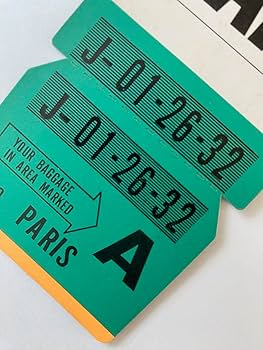 J-01-26-32
J-01-26-32
YOUR BAGGAGE
IN AREA MARKED
PARIS
A